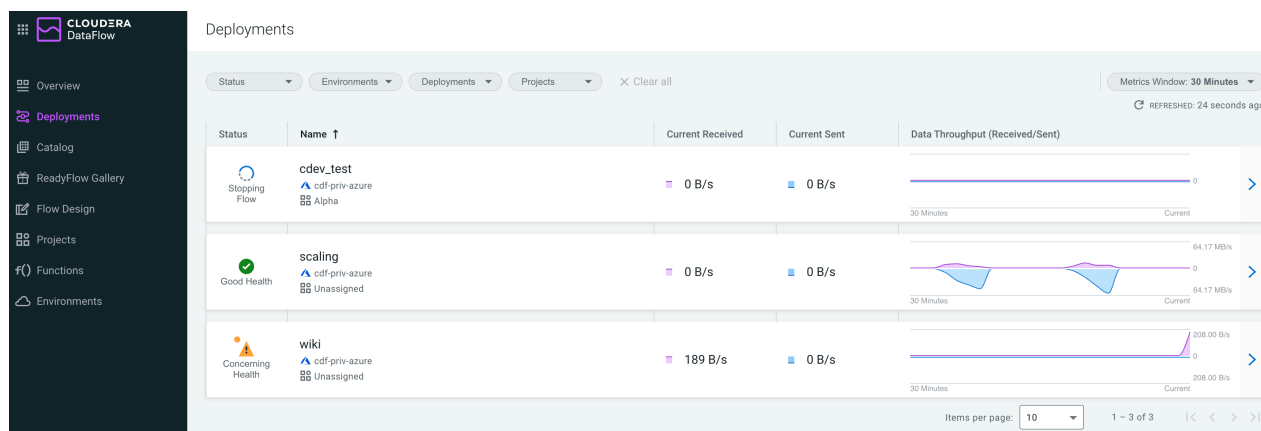 CLOUDERA
DataFlow
Overview
Deployments
Catalog
ReadyFlow Gallery
Flow Design
Projects
f() Functions
Environments
Deployments
Status Environments Deployments Projects Clear all Metrics Window: 30 Minutes
REFRESHED: 24 seconds ago
Status Name ↑ Current Received Current Sent Data Throughput (Received/Sent)
Stopping
Flow
cdev_test
cdf-priv-azure
Alpha
0 B/s
0 B/s
0
30 Minutes Current
Good Health
scaling
cdf-priv-azure
Unassigned
0 B/s
0 B/s
64.17 MB/s
0
64.17 MB/s
30 Minutes Current
Concerning
Health
wiki
cdf-priv-azure
Unassigned
189 B/s
0 B/s
208.00 B/s
0
208.00 B/s
30 Minutes Current
Items per page: 10 1 – 3 of 3